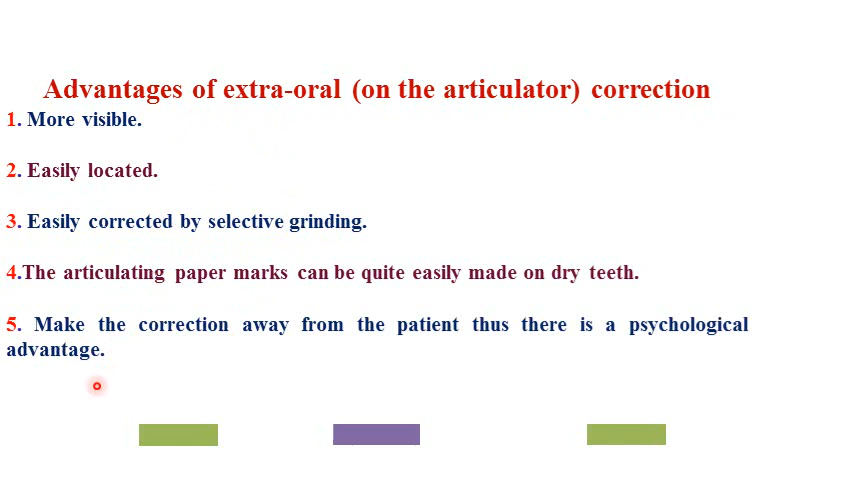 Advantages of extra-oral (on the articulator) correction
1. More visible.
2. Easily located.
3. Easily corrected by selective grinding.
4.The articulating paper marks can be quite easily made on dry teeth.
5. Make the correction away from the patient thus there is a psychological
advantage.